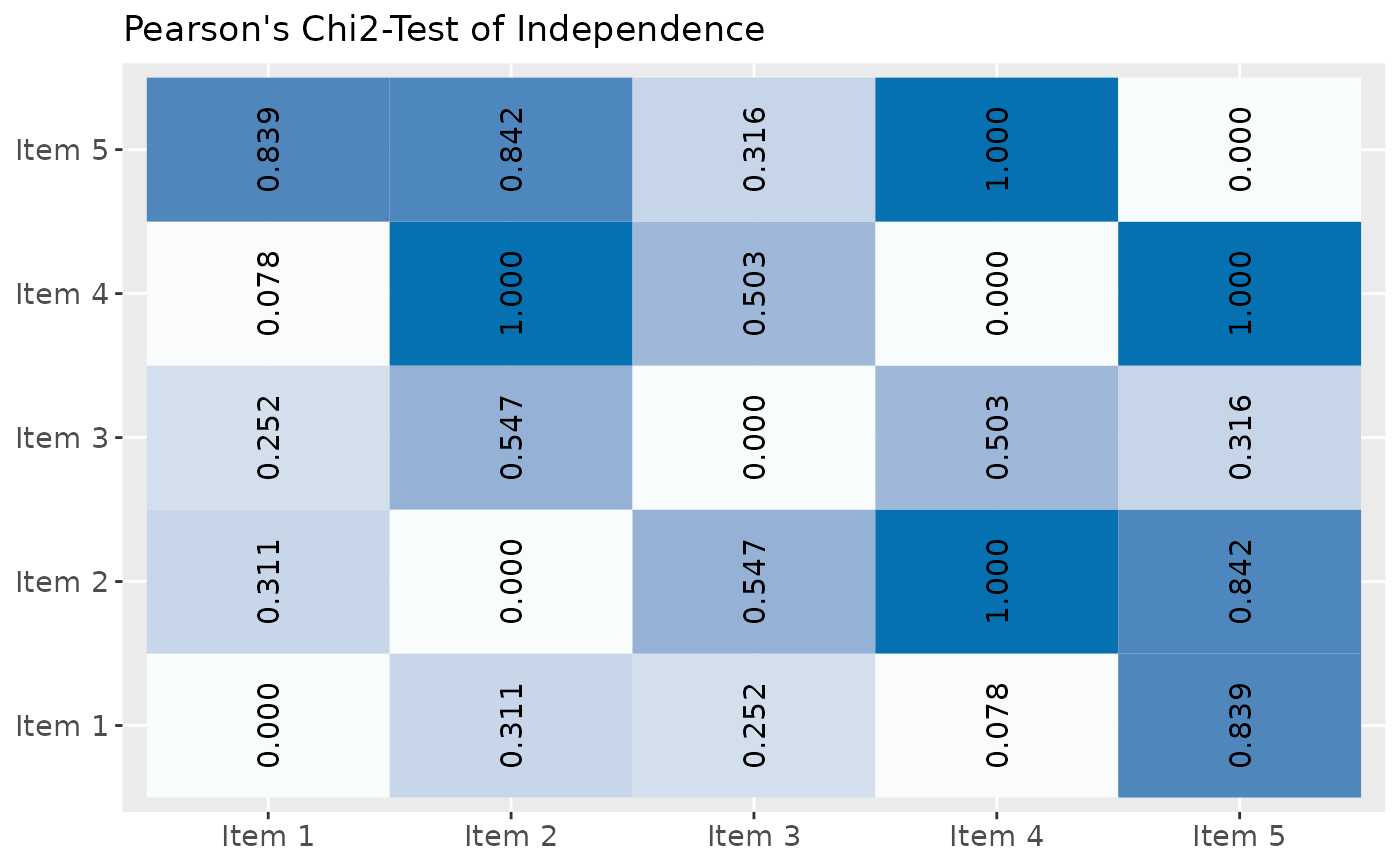 Pearson's Chi2-Test of Independence
Item 5 0.839 0.842 0.316 1.000 0.000
Item 4 0.078 1.000 0.503 0.000 1.000
Item 3 0.252 0.547 0.000 0.503 0.316
Item 2 0.311 0.000 0.547 1.000 0.842
Item 1 0.000 0.311 0.252 0.078 0.839
Item 1 Item 2 Item 3 Item 4 Item 5